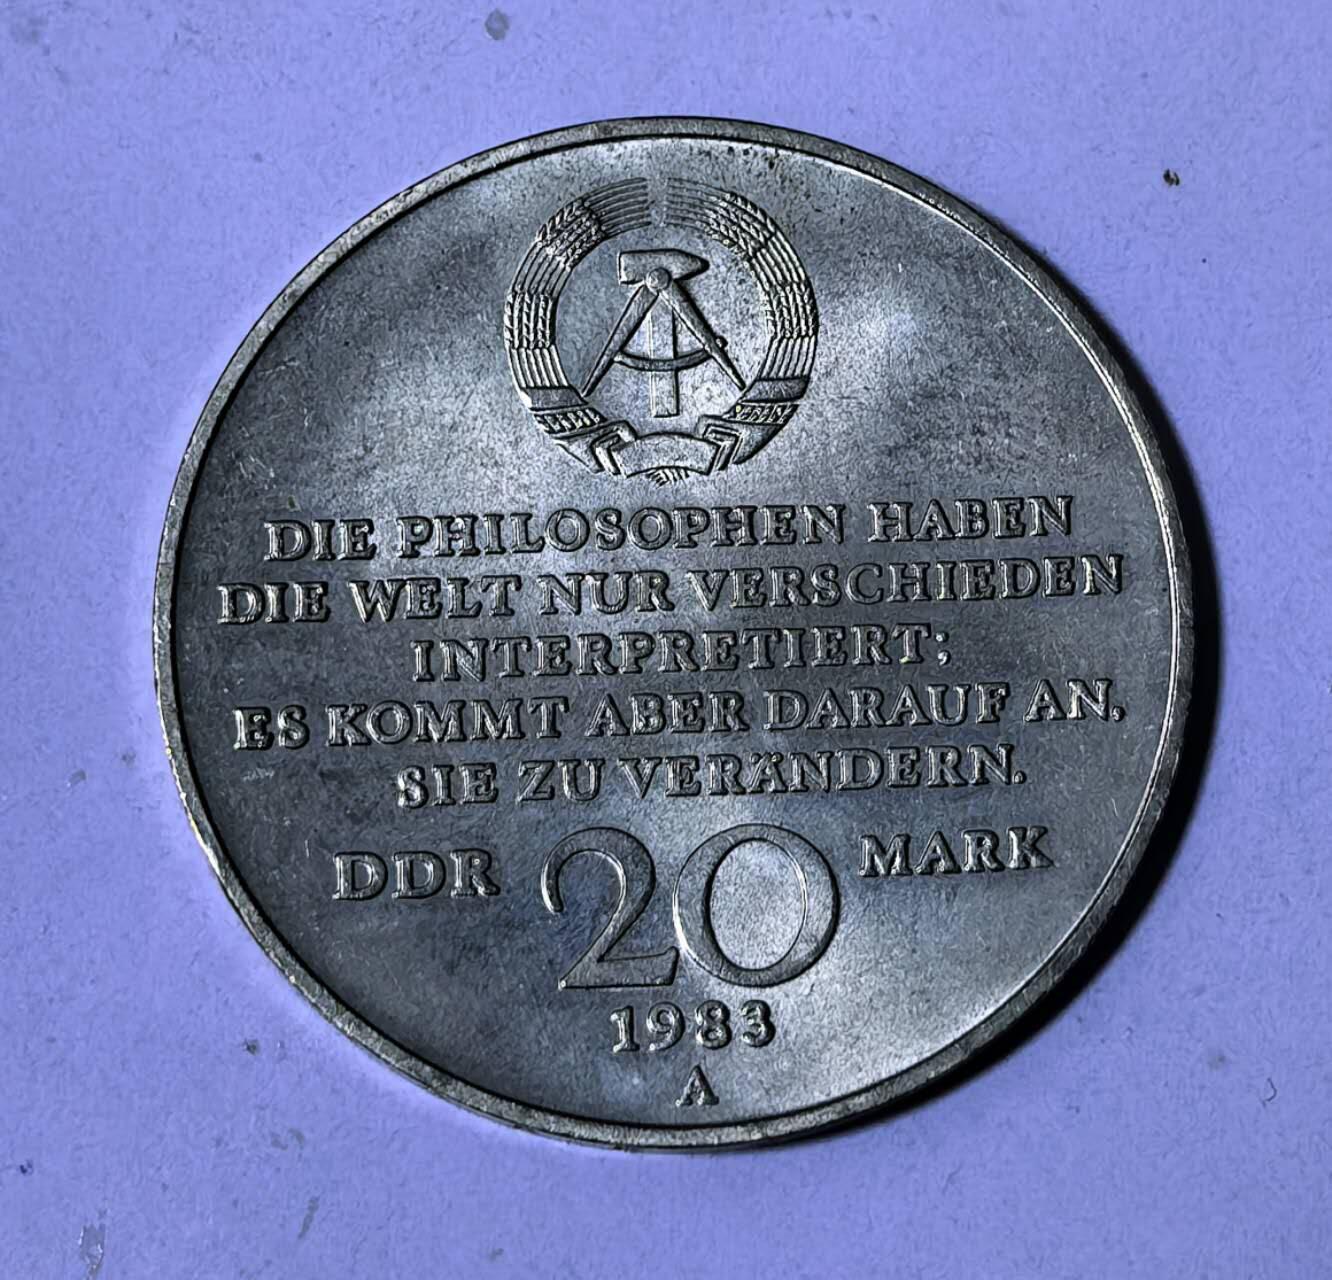 DIE PHILOSOPHEN HABEN
DIE WELT NUR VERSCHIEDEN
INTERPRETIERT;
ES KOMMT ABER DARAUF AN,
SIE ZU VERÄNDERN.
DDR 20 MARK
1983
A